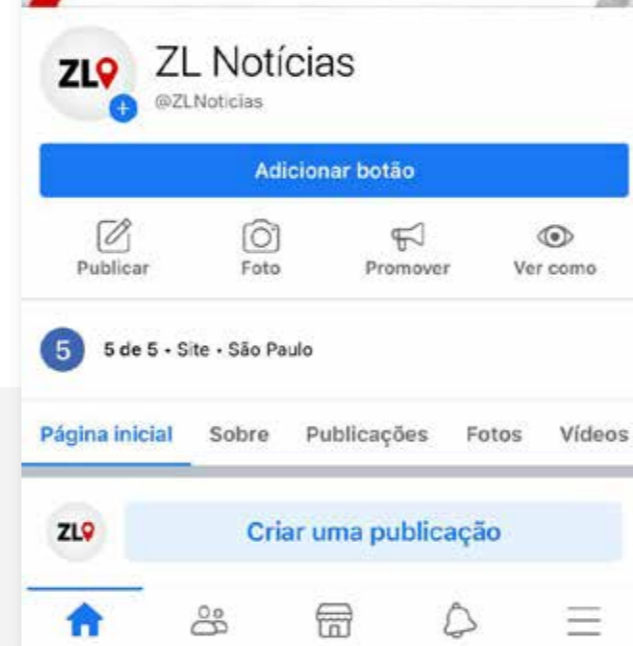 ZL
ZL Notícias
@ZLNoticias
Adicionar botão
Publicar Foto Promover Ver como
5 5 de 5 • Site • São Paulo
Página inicial Sobre Publicações Fotos Vídeos
ZL Criar uma publicação